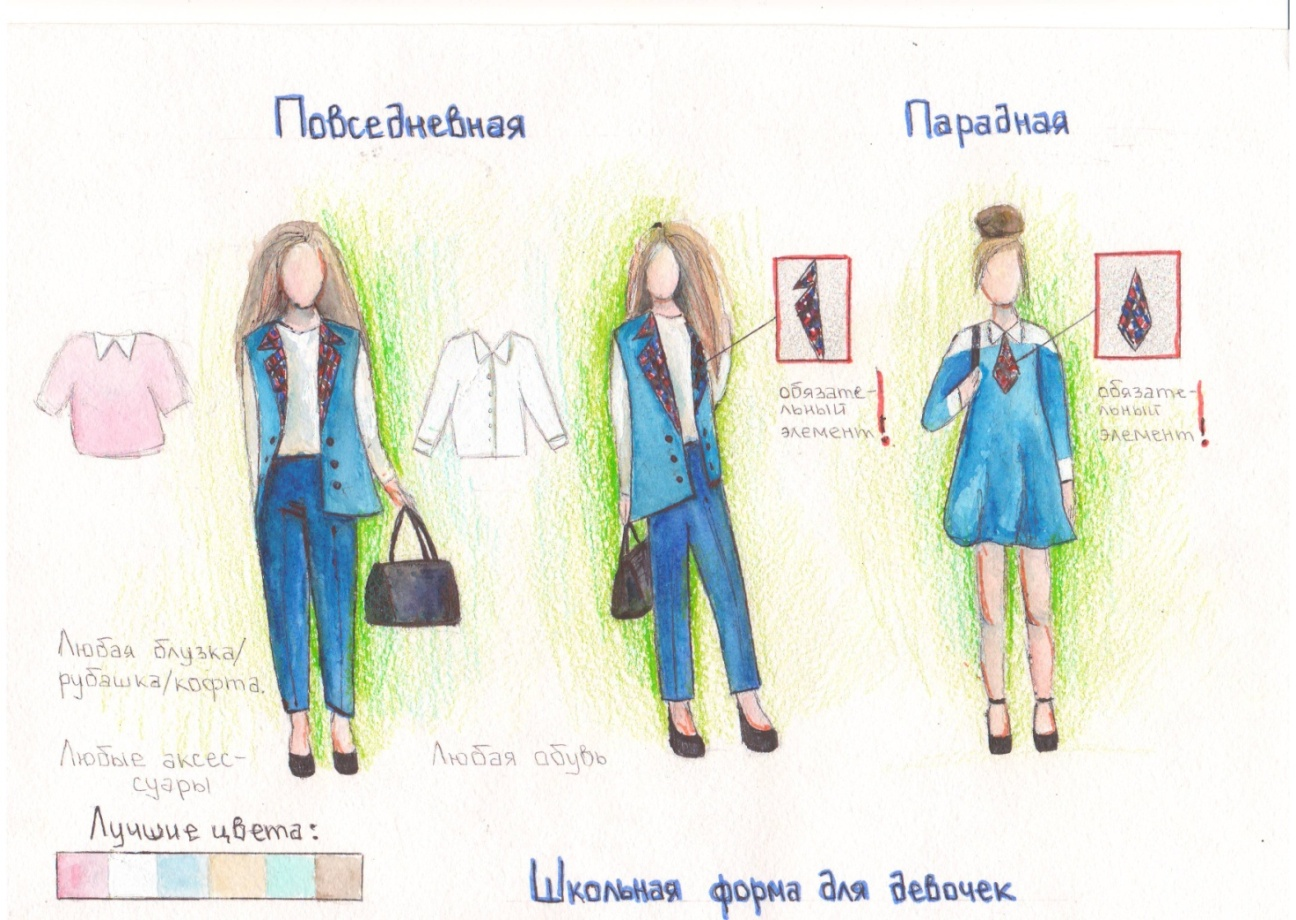 Повседневная
Парадная
обязате-
льный
элемент!
обязате-
льный
элемент!
Любая блузка/
рубашка/кофта.
Любые аксес-
суары
Любая обувь
Лучшие цвета:
Школьная форма для девочек